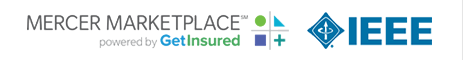 MERCER MARKETPLACE℠
powered by GetInsured
IEEE